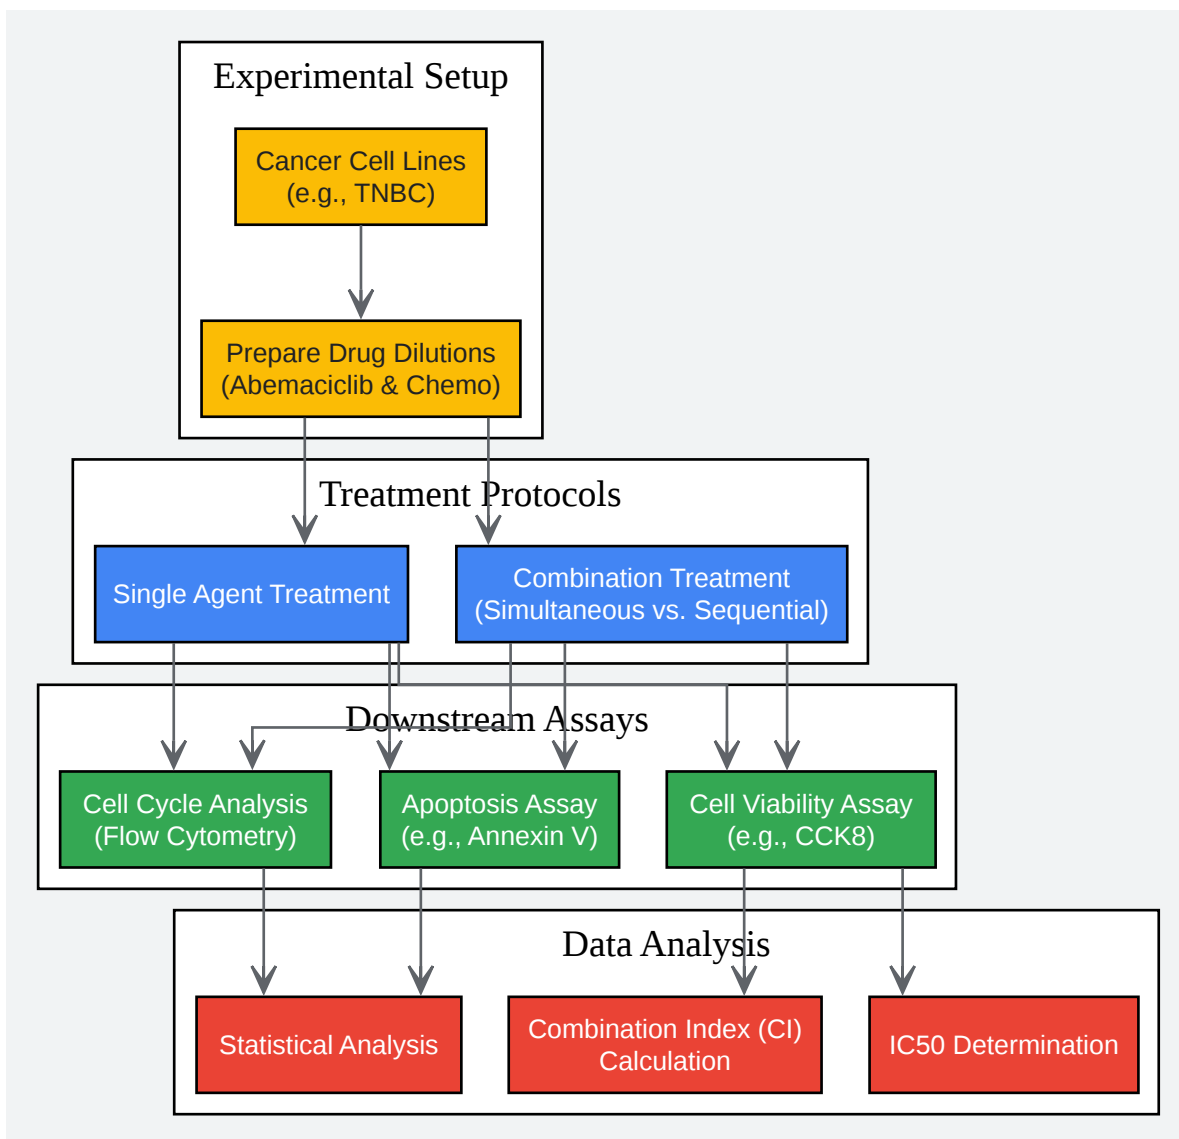 Experimental Setup
Cancer Cell Lines
(e.g., TNBC)
Prepare Drug Dilutions
(Abemaciclib & Chemo)
Treatment Protocols
Single Agent Treatment
Combination Treatment
(Simultaneous vs. Sequential)
Downstream Assays
Cell Cycle Analysis
(Flow Cytometry)
Apoptosis Assay
(e.g., Annexin V)
Cell Viability Assay
(e.g., CCK8)
Data Analysis
Statistical Analysis
Combination Index (CI)
Calculation
IC50 Determination